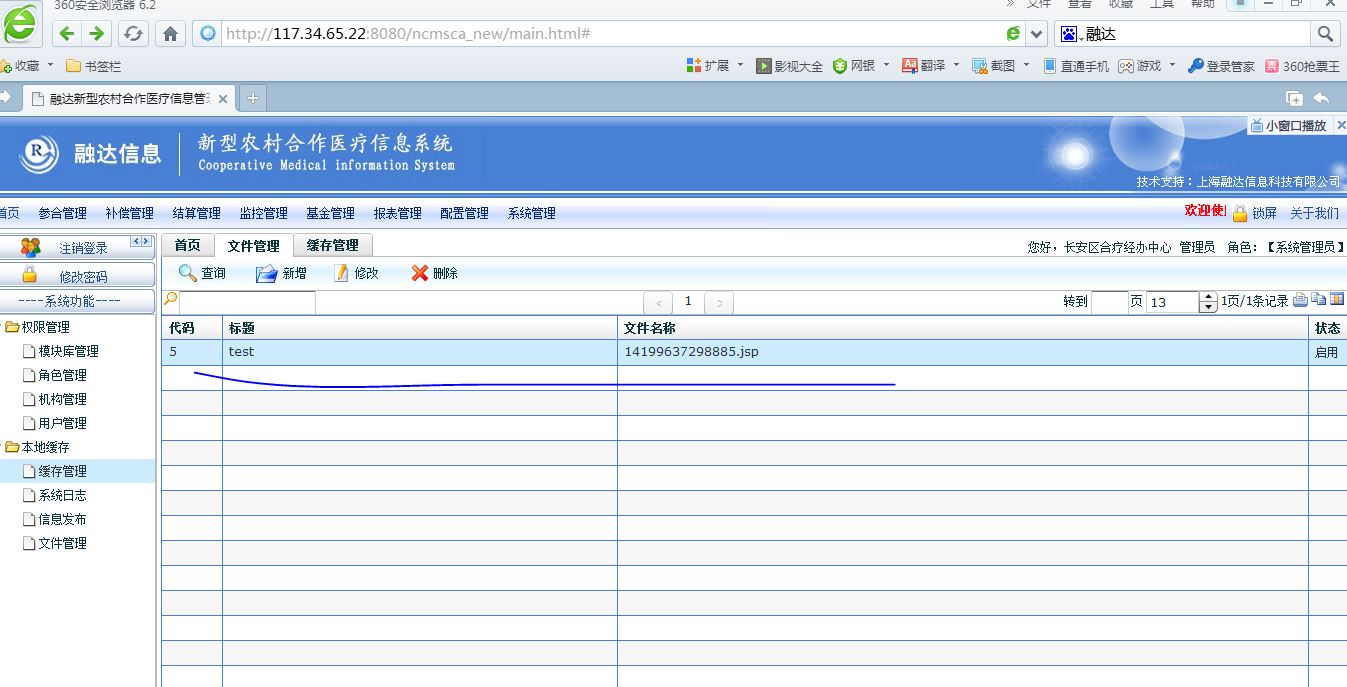 360安全浏览器 6.2
» 文件 查看 收藏 工具 帮助
http://117.34.65.22:8080/ncmsca_new/main.html#
融达
收藏 书签栏 扩展 影视大全 网银 翻译 截图 直通手机 游戏 登录管家 360抢票王
融达新型农村合作医疗信息管
融达信息 新型农村合作医疗信息系统
Cooperative Medical information System
小窗口播放
技术支持：上海融达信息科技有限公司
首页 参合管理 补偿管理 结算管理 监控管理 基金管理 报表管理 配置管理 系统管理 欢迎使 锁屏 关于我们
注销登录
首页 文件管理 缓存管理
您好，长安区合疗经办中心 管理员 角色：【系统管理员】
修改密码
查询 新增 修改 删除
----系统功能----
< 1 > 转到 页 13 1页/1条记录
代码 标题 文件名称 状态
5 test 14199637298885.jsp 启用
权限管理
模块库管理
角色管理
机构管理
用户管理
本地缓存
缓存管理
系统日志
信息发布
文件管理